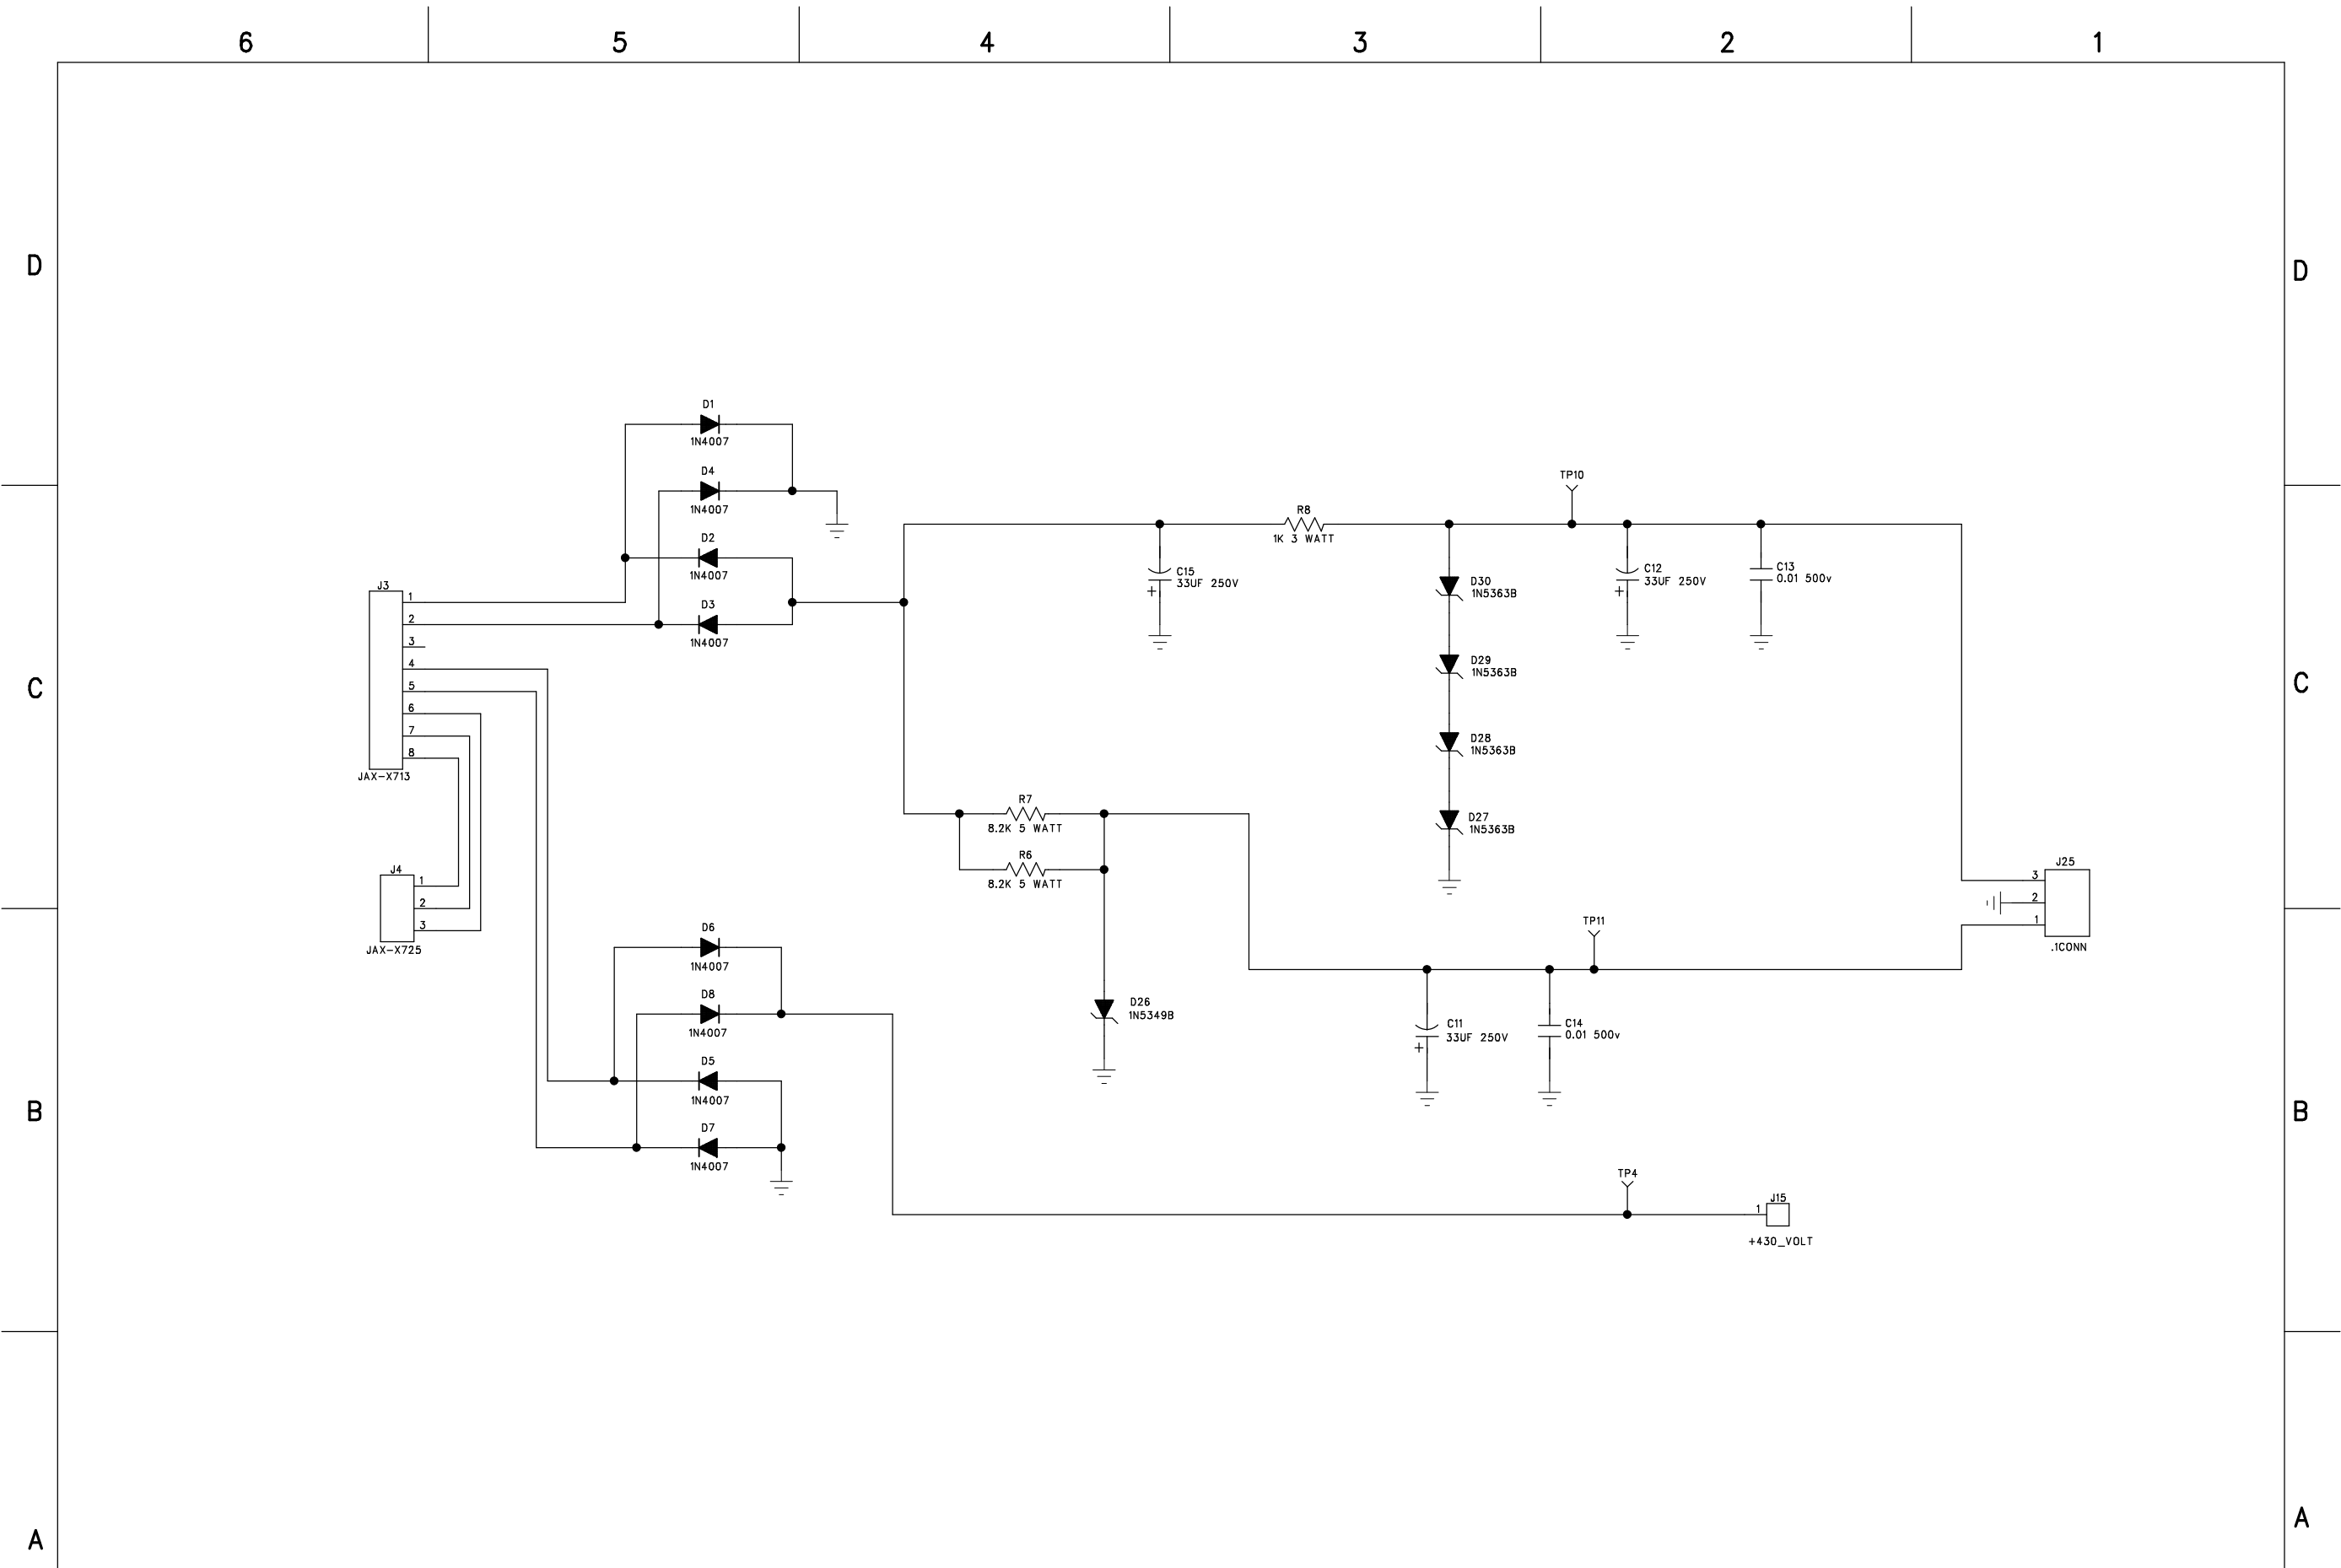 6 5 4 3 2 1
D D
D1
1N4007
D4
1N4007
TP10
R8
1K 3 WATT
D2
1N4007
C15
33UF 250V
+
C12
33UF 250V
+
C13
0.01 500v
D30
1N5363B
J3
1
2
3
4
5
6
7
8
JAX-X713
D3
1N4007
D29
1N5363B
C C
D28
1N5363B
R7
8.2K 5 WATT
D27
1N5363B
R6
8.2K 5 WATT
J4
1
2
3
JAX-X725
J25
3
2
1
.1CONN
TP11
D6
1N4007
D8
1N4007
D26
1N5349B
C11
33UF 250V
+
C14
0.01 500v
D5
1N4007
B B
D7
1N4007
TP4
J15
1
+430_VOLT
A A